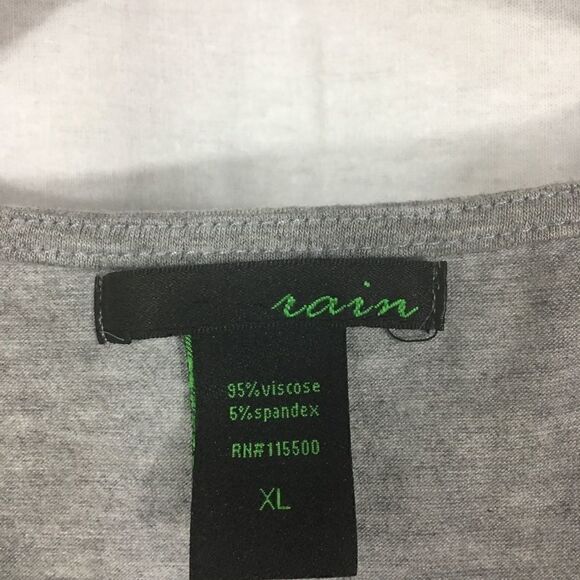 rain
95%viscose
5%spandex
RN#115500
XL